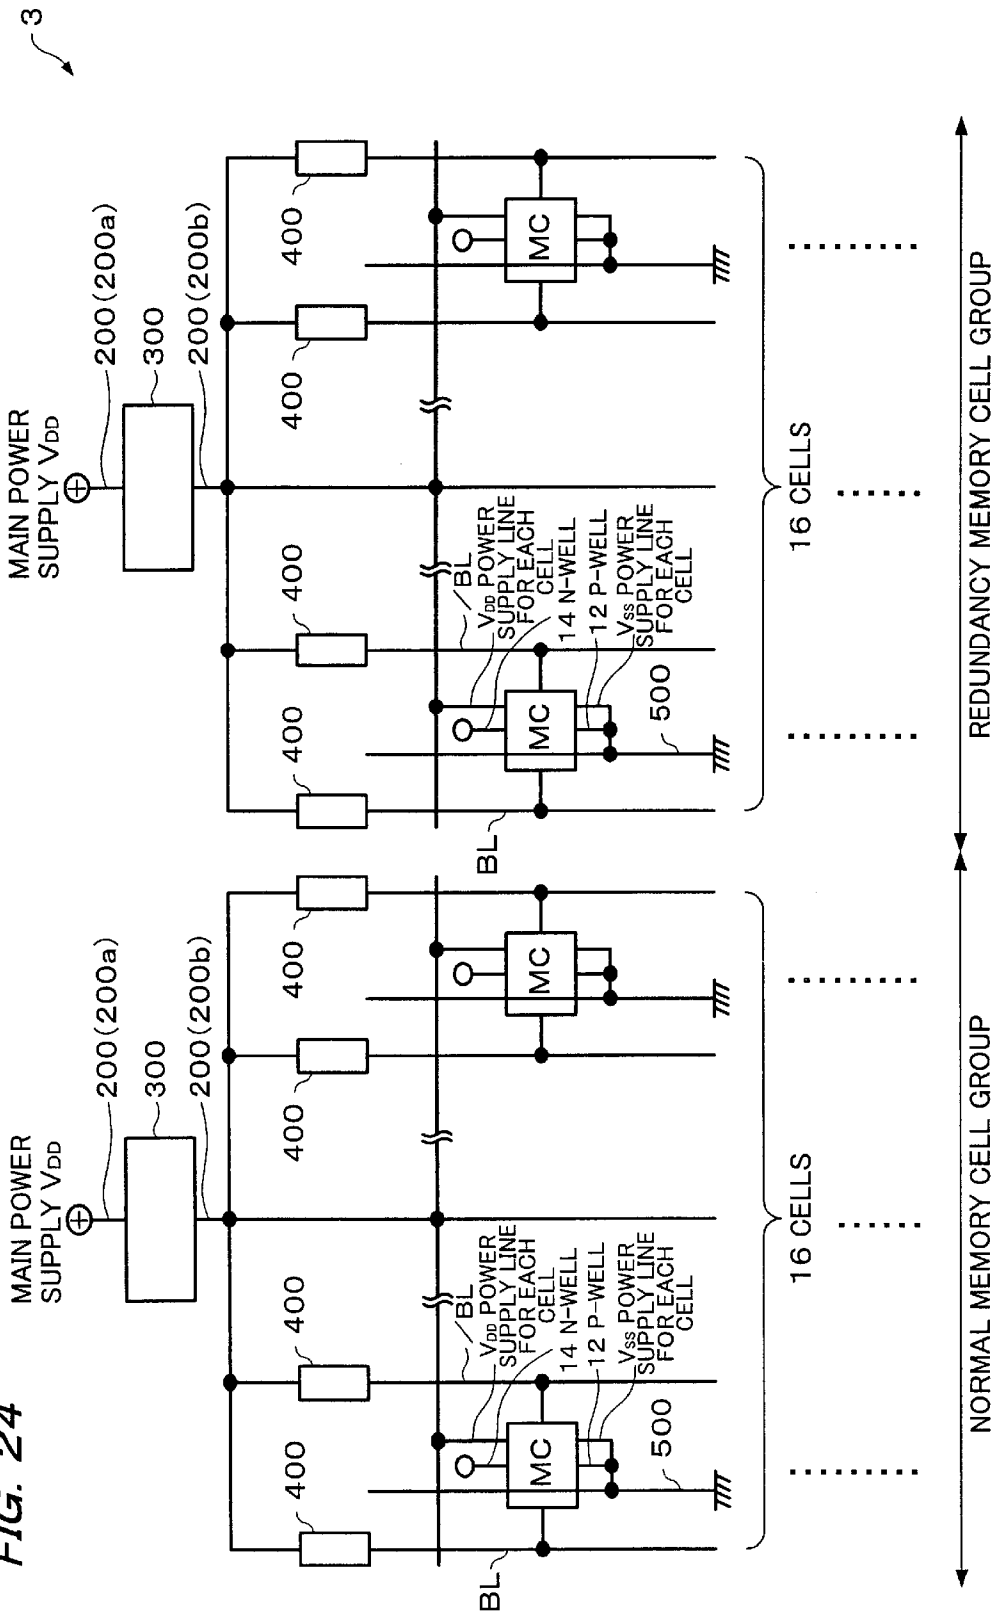 FIG. 24
3
MAIN POWER
SUPPLY VDD
200(200a)
300
200(200b)
400
400
400
400
BL
BL/
VDD POWER
SUPPLY LINE
FOR EACH
CELL
14 N-WELL
12 P-WELL
VSS POWER
SUPPLY LINE
FOR EACH
CELL
MC
MC
500
16 CELLS
NORMAL MEMORY CELL GROUP
MAIN POWER
SUPPLY VDD
200(200a)
300
200(200b)
400
400
400
400
BL
BL/
VDD POWER
SUPPLY LINE
FOR EACH
CELL
14 N-WELL
12 P-WELL
VSS POWER
SUPPLY LINE
FOR EACH
CELL
MC
MC
500
16 CELLS
REDUNDANCY MEMORY CELL GROUP